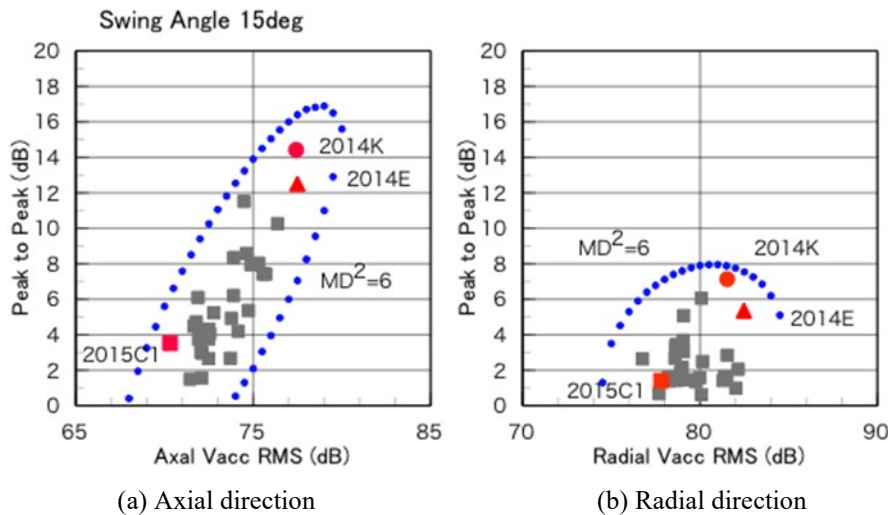 Swing Angle 15deg
20
18
16
14
12
10
8
6
4
2
0
Peak to Peak (dB)
2014K
2014E
MD²=6
2015C1
65
75
85
Axal Vacc RMS (dB)
(a) Axial direction
20
18
16
14
12
10
8
6
4
2
0
Peak to Peak (dB)
MD²=6
2014K
2014E
2015C1
70
80
90
Radial Vacc RMS (dB)
(b) Radial direction